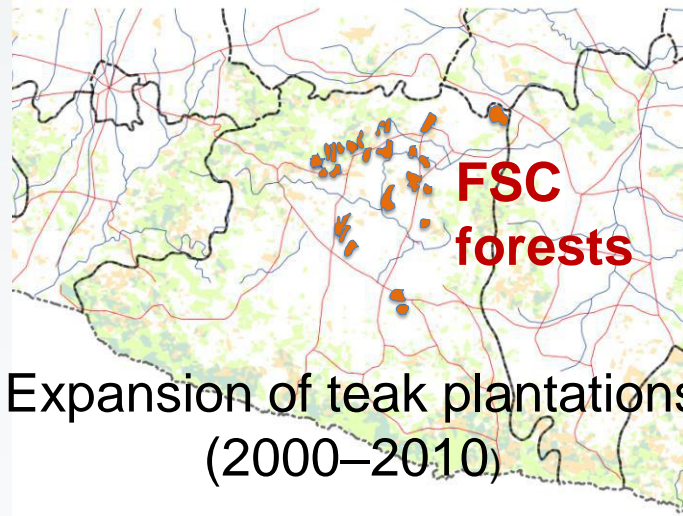 FSC
forests
Expansion of teak plantations
(2000–2010)